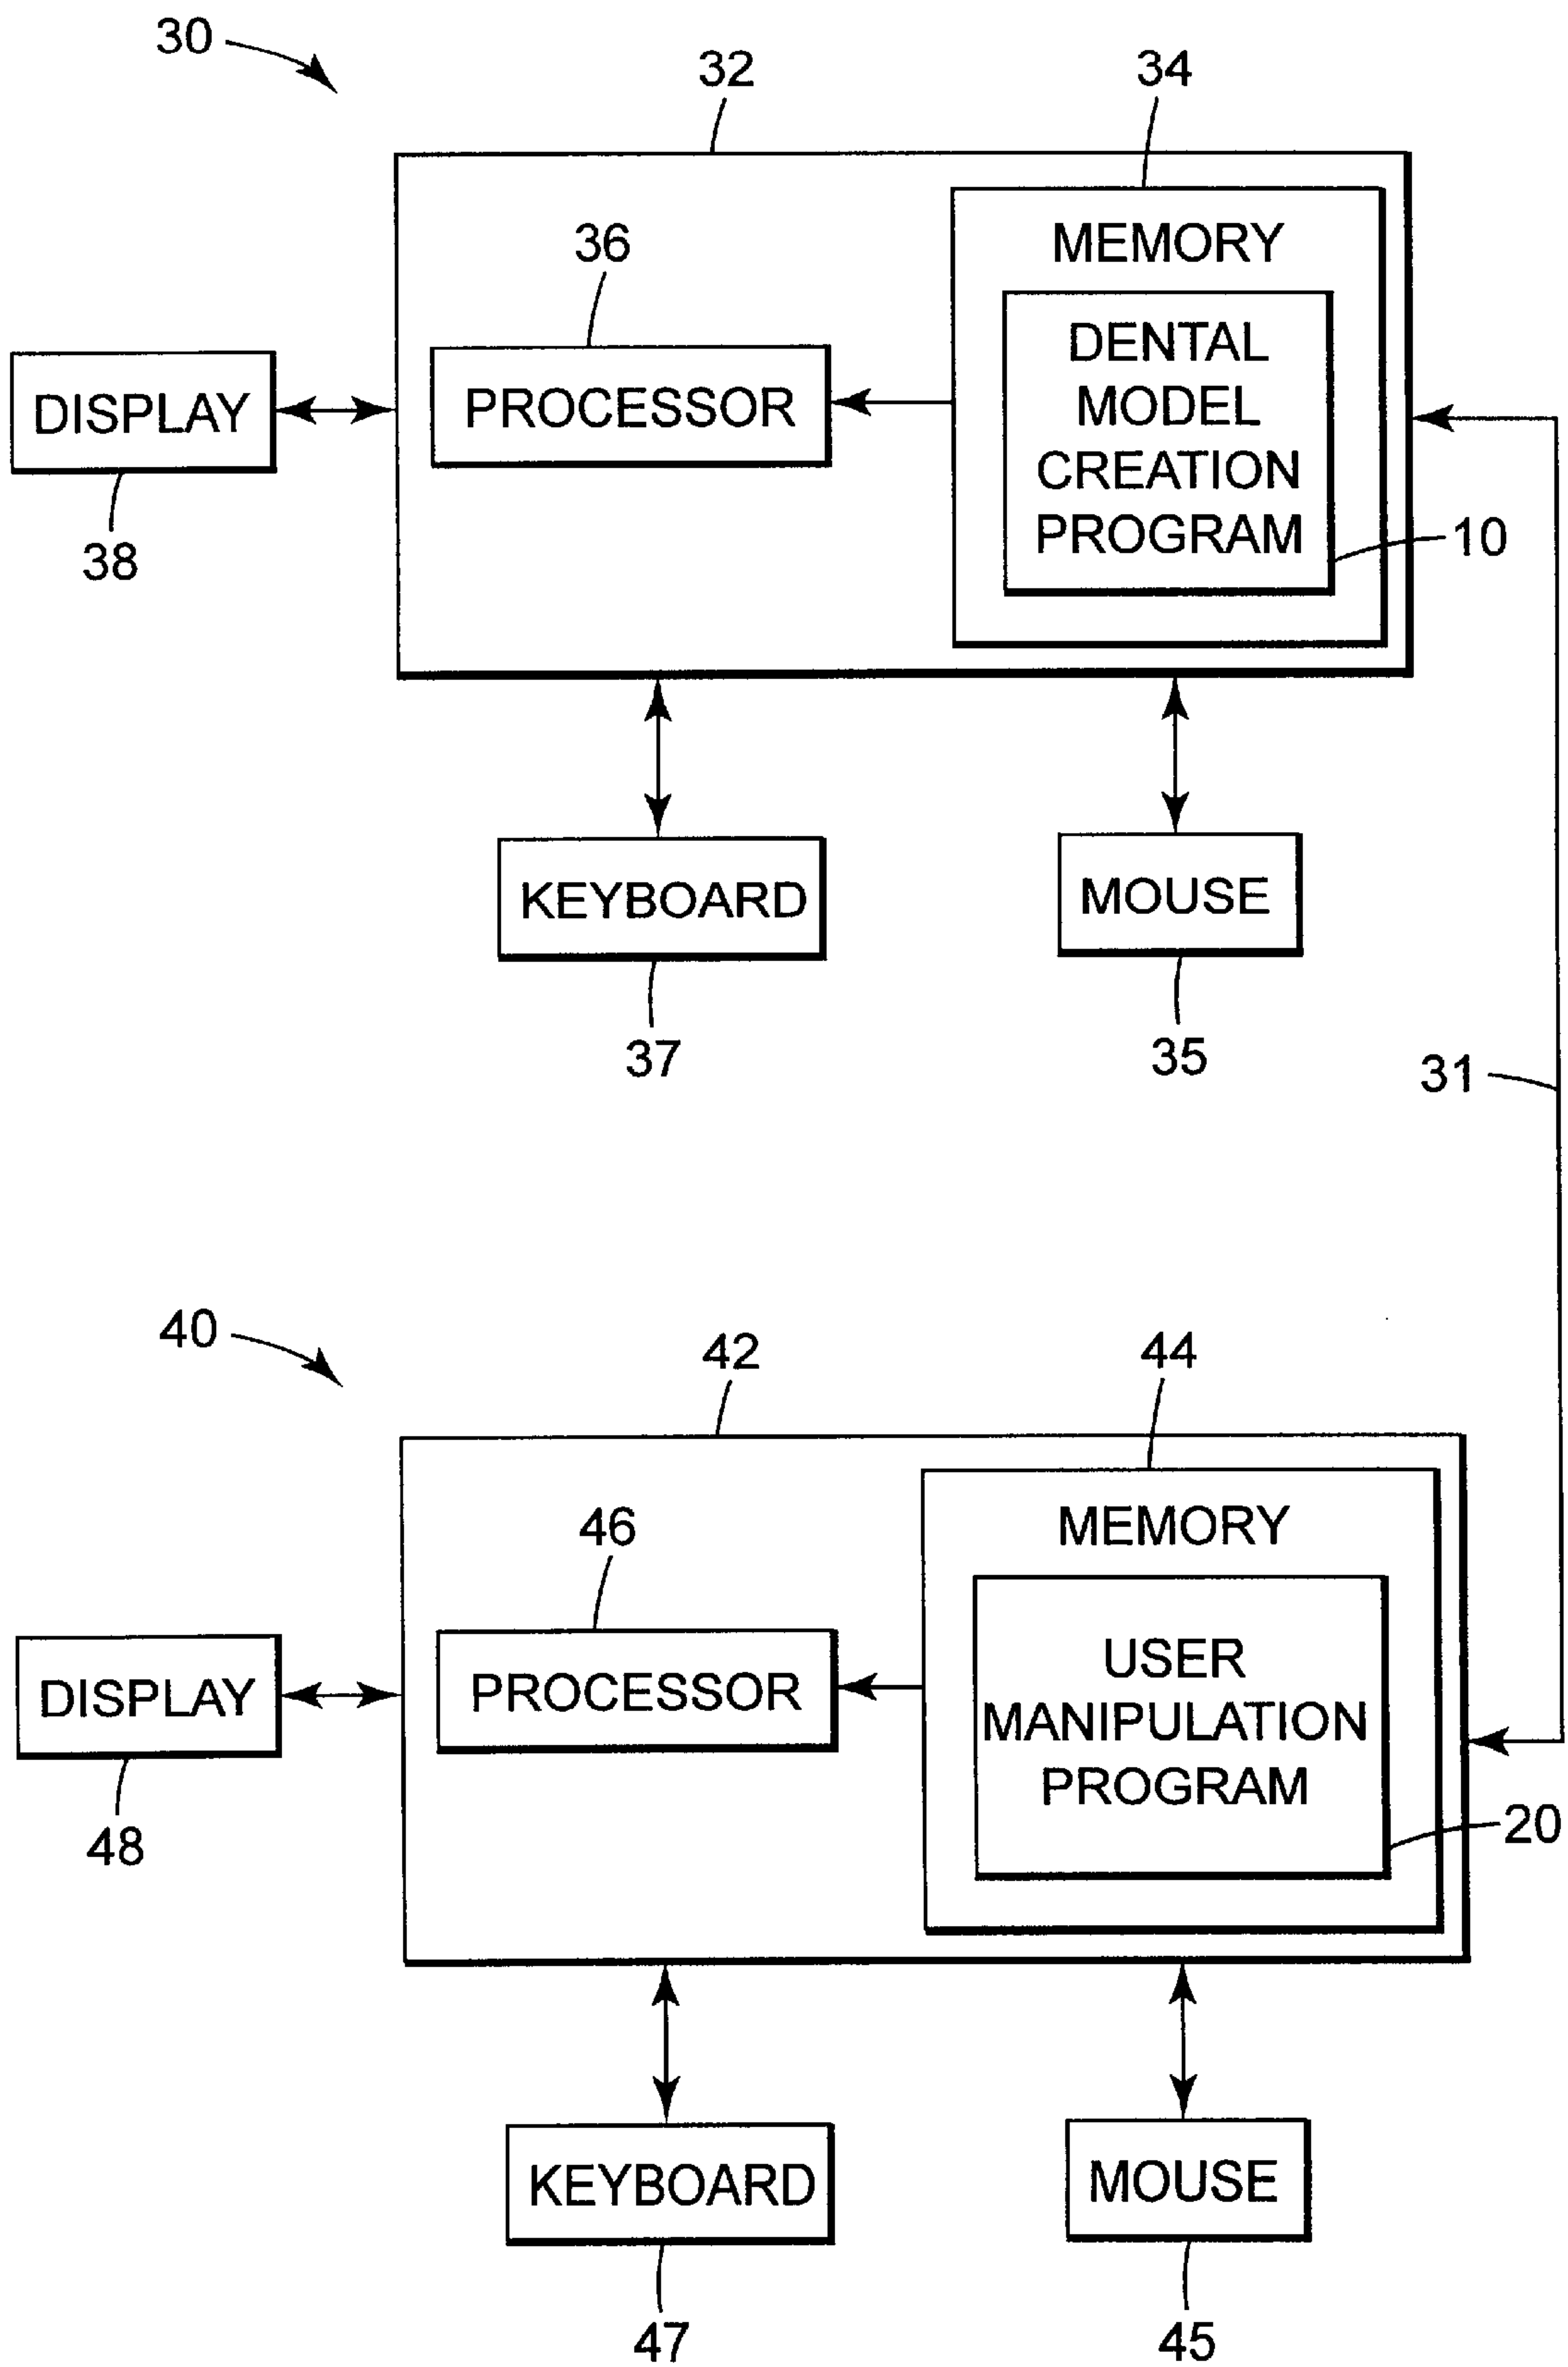 30
32
34
36
MEMORY
DENTAL
MODEL
CREATION
PROGRAM
PROCESSOR
DISPLAY
10
38
KEYBOARD
MOUSE
37
35
31
40
42
44
46
MEMORY
USER
MANIPULATION
PROGRAM
PROCESSOR
DISPLAY
20
48
KEYBOARD
MOUSE
47
45